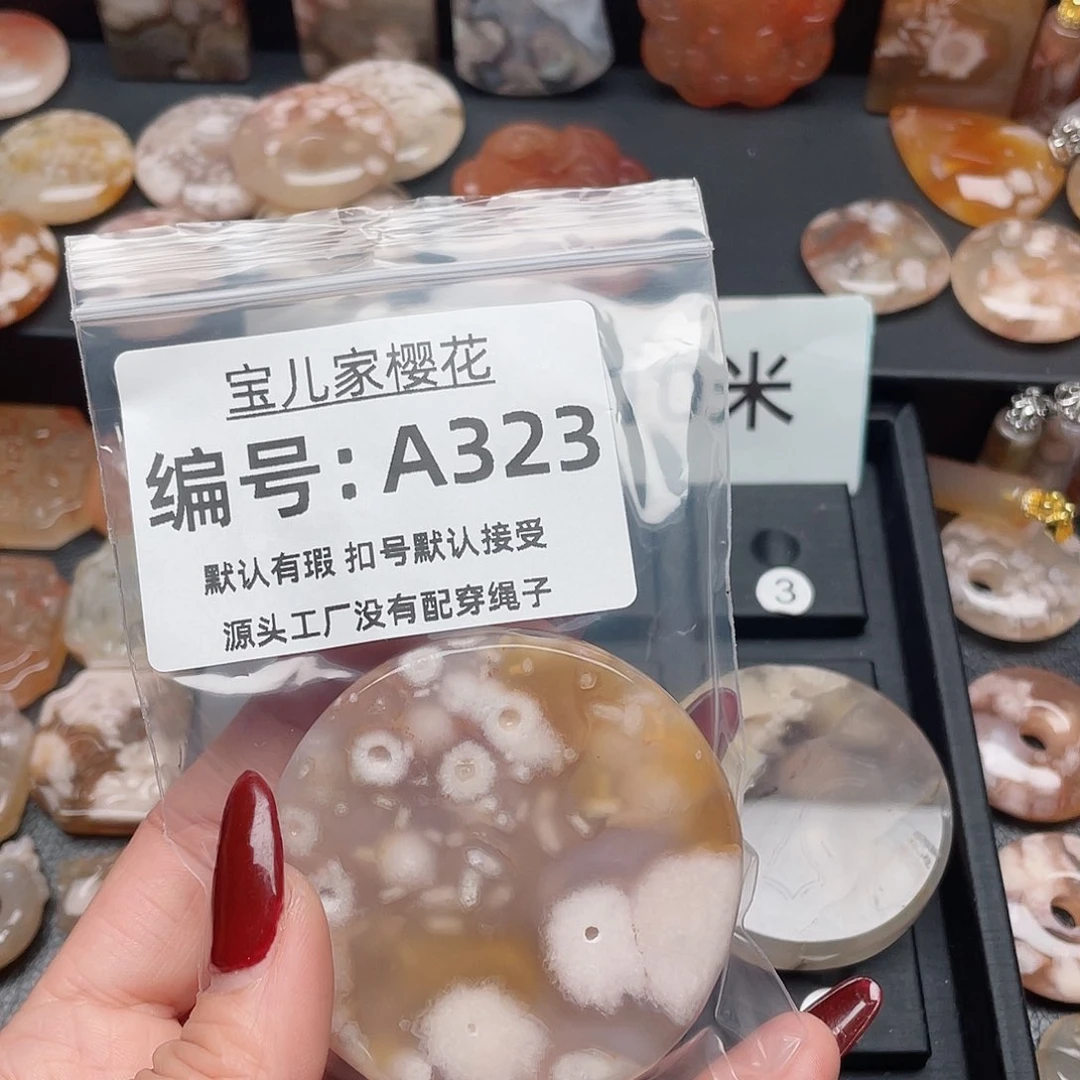 宝儿家樱花
编号：A323
默认有瑕 扣号默认接受
源头工厂没有配穿绳子
米
3